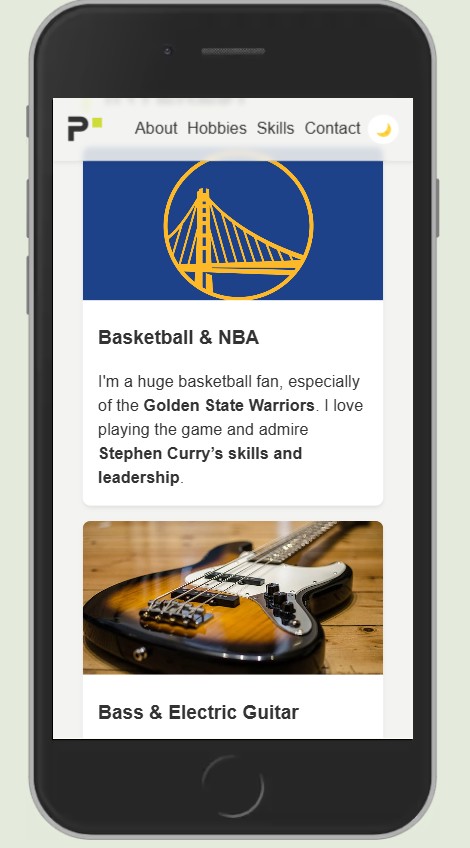 P
About Hobbies Skills Contact
Basketball & NBA
I'm a huge basketball fan, especially
of the Golden State Warriors. I love
playing the game and admire
Stephen Curry’s skills and
leadership.
Bass & Electric Guitar